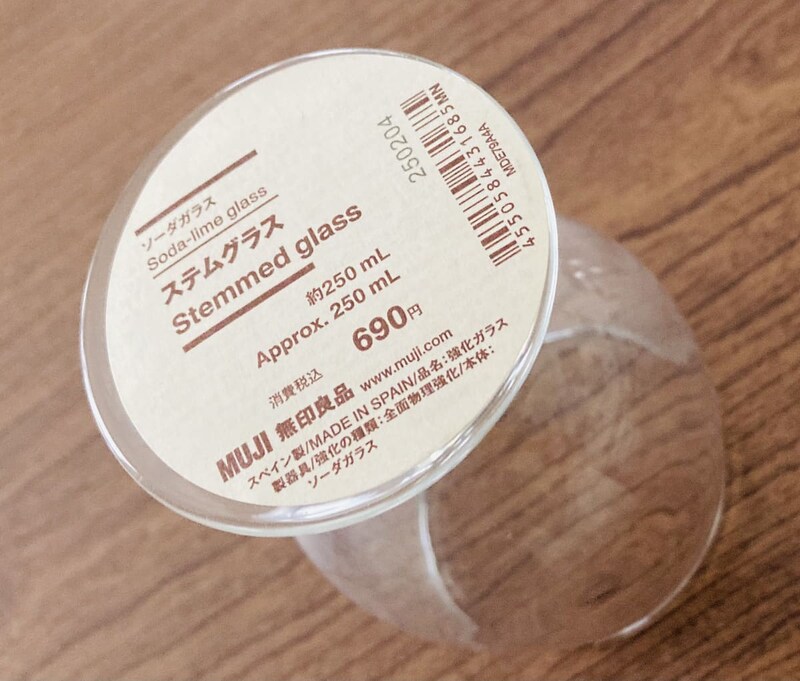 ソーダガラス
Soda-lime glass
ステムグラス
Stemmed glass
約250 mL
Approx. 250 mL
690円
消費税込
MUJI 無印良品 www.muji.com
スペイン製/MADE IN SPAIN/品名:強化ガラス
製器具/強化の種類:全面物理強化/本体:
ソーダガラス
250204
4550584431685MN
MDE79A4A